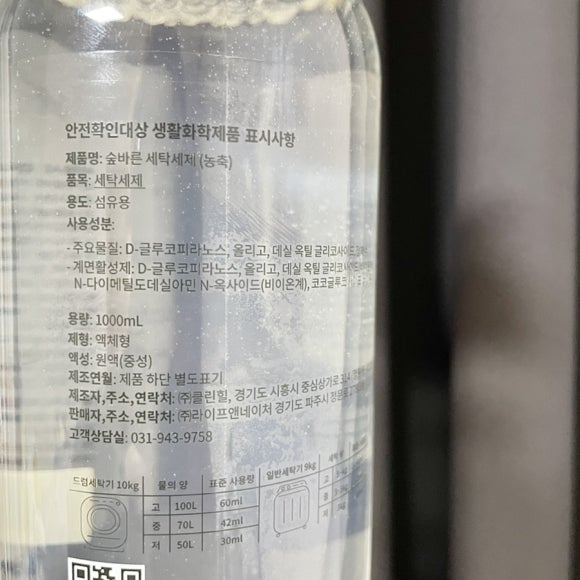 안전확인대상 생활화학제품 표시사항
제품명: 숲바른 세탁세제 (농축)
품목: 세탁세제
용도: 섬유용
사용성분:
- 주요물질: D-글루코피라노스, 올리고, 데실 옥틸 글리코사이드
- 계면활성제: D-글루코피라노스, 올리고, 데실 옥틸 글리코
N-다이메틸도데실아민 N-옥사이드(비이온계), 코코글루코
용량: 1000mL
제형: 액체형
액성: 원액(중성)
제조연월: 제품 하단 별도표기
제조자,주소,연락처: ㈜클린힐, 경기도 시흥시 중심상가로
판매자,주소,연락처: ㈜라이프앤네이처 경기도 파주시
고객상담실: 031-943-9758
드럼세탁기 10kg 물의 양 표준 사용량 일반세탁기 9kg
고 100L 60ml 고
중 70L 42ml 중
저 50L 30ml 저